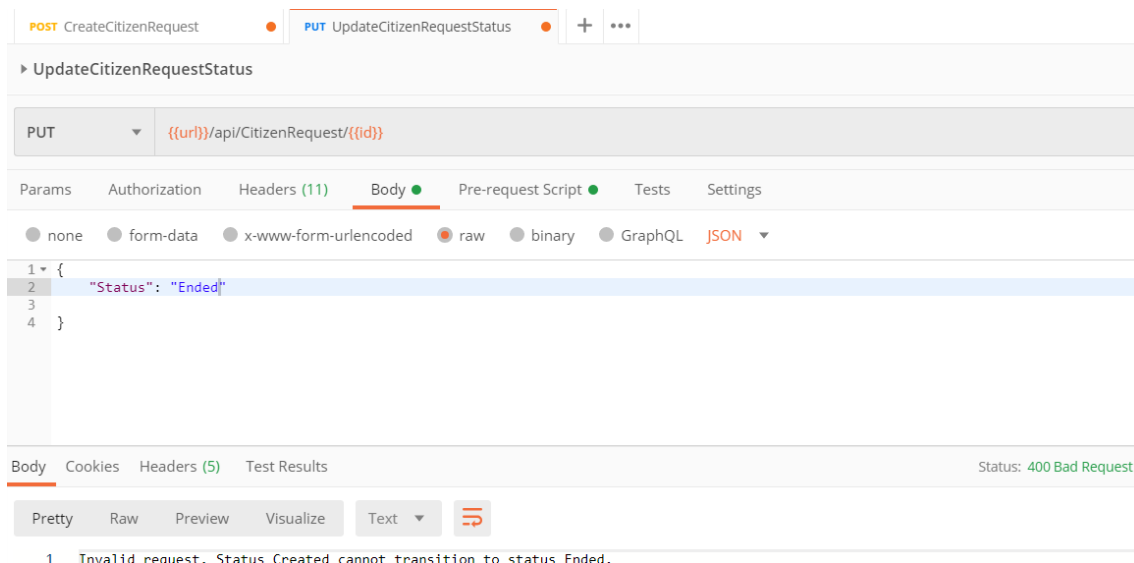 POST CreateCitizenRequest PUT UpdateCitizenRequestStatus + •••
UpdateCitizenRequestStatus
PUT {{url}}/api/CitizenRequest/{{id}}
Params Authorization Headers (11) Body Pre-request Script Tests Settings
none form-data x-www-form-urlencoded raw binary GraphQL JSON
1 {
2 "Status": "Ended"
3
4 }
Body Cookies Headers (5) Test Results Status: 400 Bad Request
Pretty Raw Preview Visualize Text
1 Invalid request. Status Created cannot transition to status Ended.